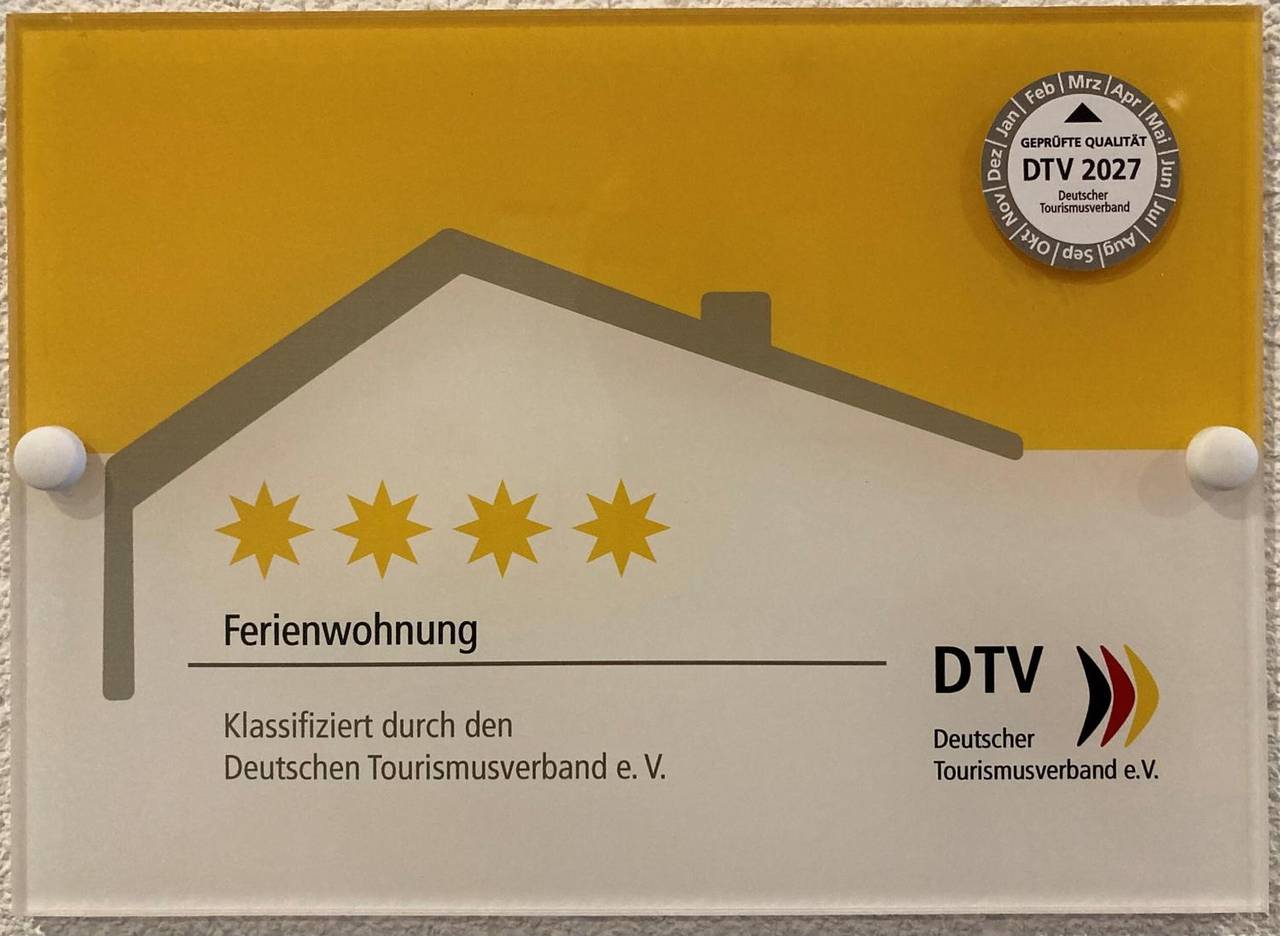 Jan | Feb | Mrz | Apr | Mai | Jun | Jul | Aug | Sep | Okt | Nov | Dez
GEPRÜFTE QUALITÄT
DTV 2027
Deutscher
Tourismusverband
Ferienwohnung
Klassifiziert durch den
Deutschen Tourismusverband e. V.
DTV
Deutscher
Tourismusverband e.V.